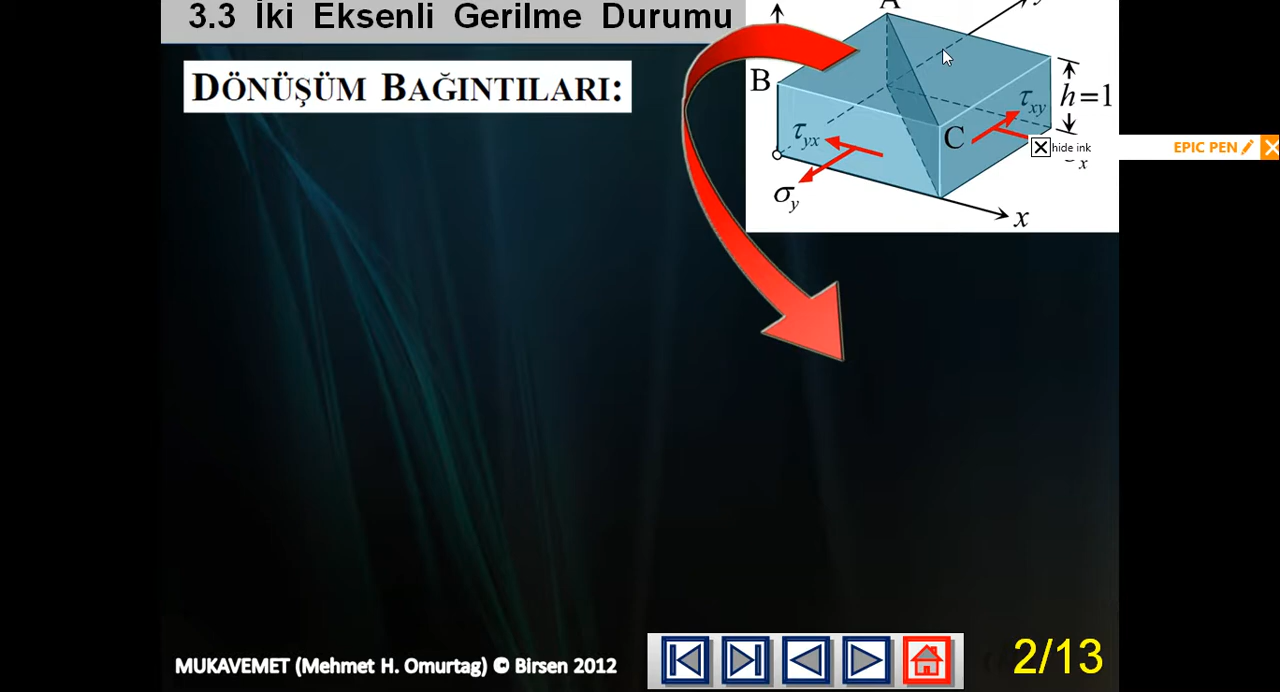 3.3 İki Eksenli Gerilme Durumu
DÖNÜŞÜM BAĞINTILARI:
A
B
C
h=1
τxy
τyx
σy
x
hide ink
EPIC PEN
MUKAVEMET (Mehmet H. Omurtag) © Birsen 2012
2/13